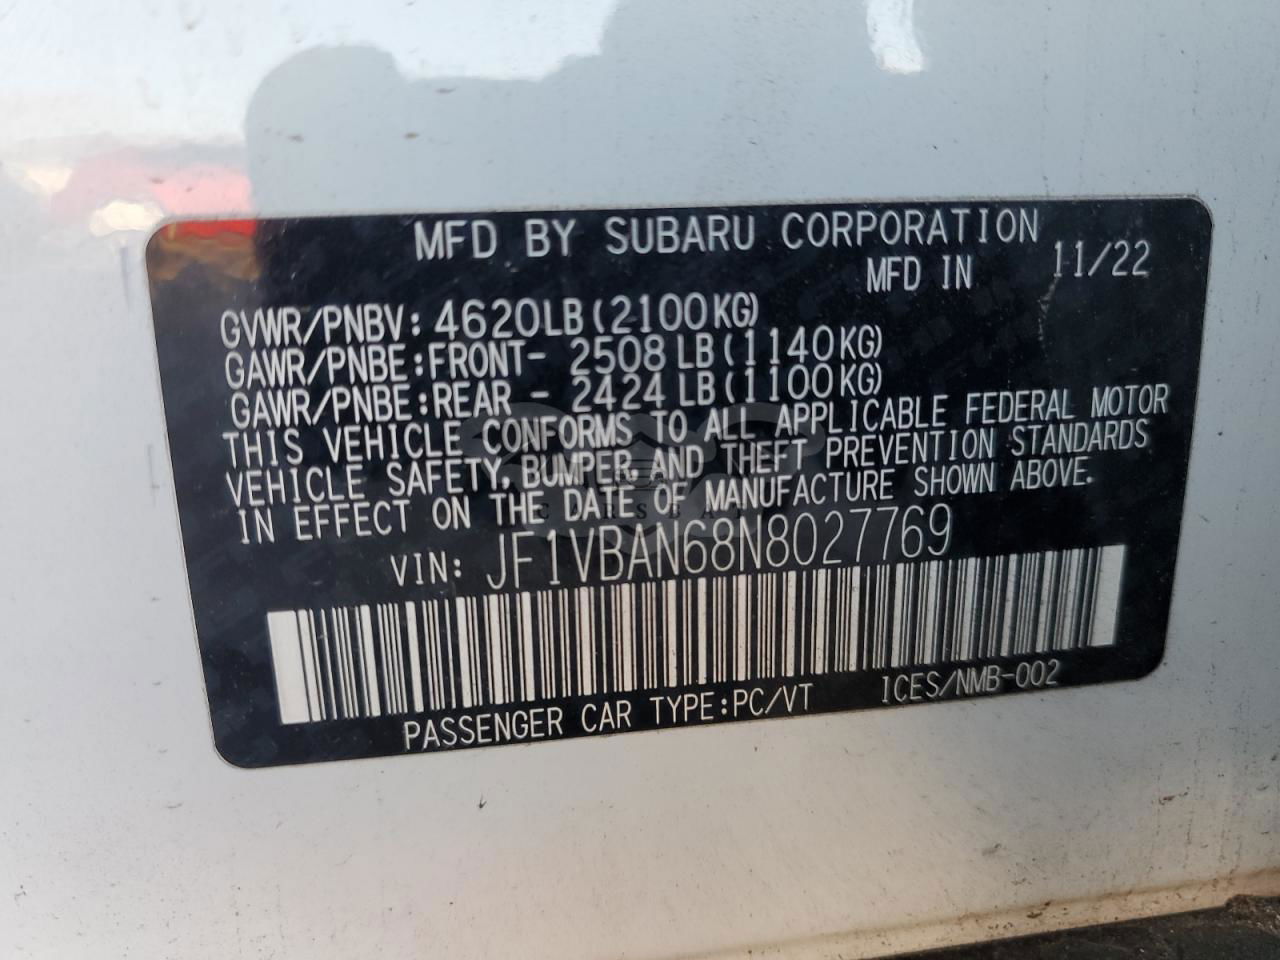 MFD BY SUBARU CORPORATION
MFD IN 11/22
GVWR/PNBV: 4620LB(2100KG)
GAWR/PNBE:FRONT- 2508 LB(1140KG)
GAWR/PNBE:REAR - 2424 LB(1100KG)
THIS VEHICLE CONFORMS TO ALL APPLICABLE FEDERAL MOTOR
VEHICLE SAFETY, BUMPER, AND THEFT PREVENTION STANDARDS
IN EFFECT ON THE DATE OF MANUFACTURE SHOWN ABOVE.
VIN: JF1VBAN68N8027769
PASSENGER CAR TYPE:PC/VT ICES/NMB-002